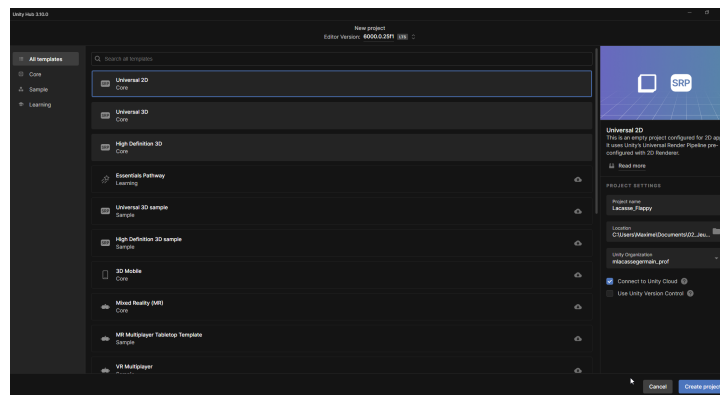 Unity Hub 3.10.0
New project
Editor Version: 6000.0.25f1 LTS
All templates
Core
Sample
Learning
Search all templates
Universal 2D
Core
Universal 3D
Core
High Definition 3D
Core
Essentials Pathway
Learning
Universal 3D sample
Sample
High Definition 3D sample
Sample
3D Mobile
Core
Mixed Reality (MR)
Core
MR Multiplayer Tabletop Template
Sample
VR Multiplayer
SRP
Universal 2D
This is an empty project configured for 2D app
It uses Unity's Universal Render Pipeline pre-
configured with 2D Renderer.
Read more
PROJECT SETTINGS
Project name
Lacasse_Flappy
Location
C:\Users\Maxime\Documents\02_Jeu...
Unity Organization
mlacassegermain_prof
Connect to Unity Cloud
Use Unity Version Control
Cancel
Create project